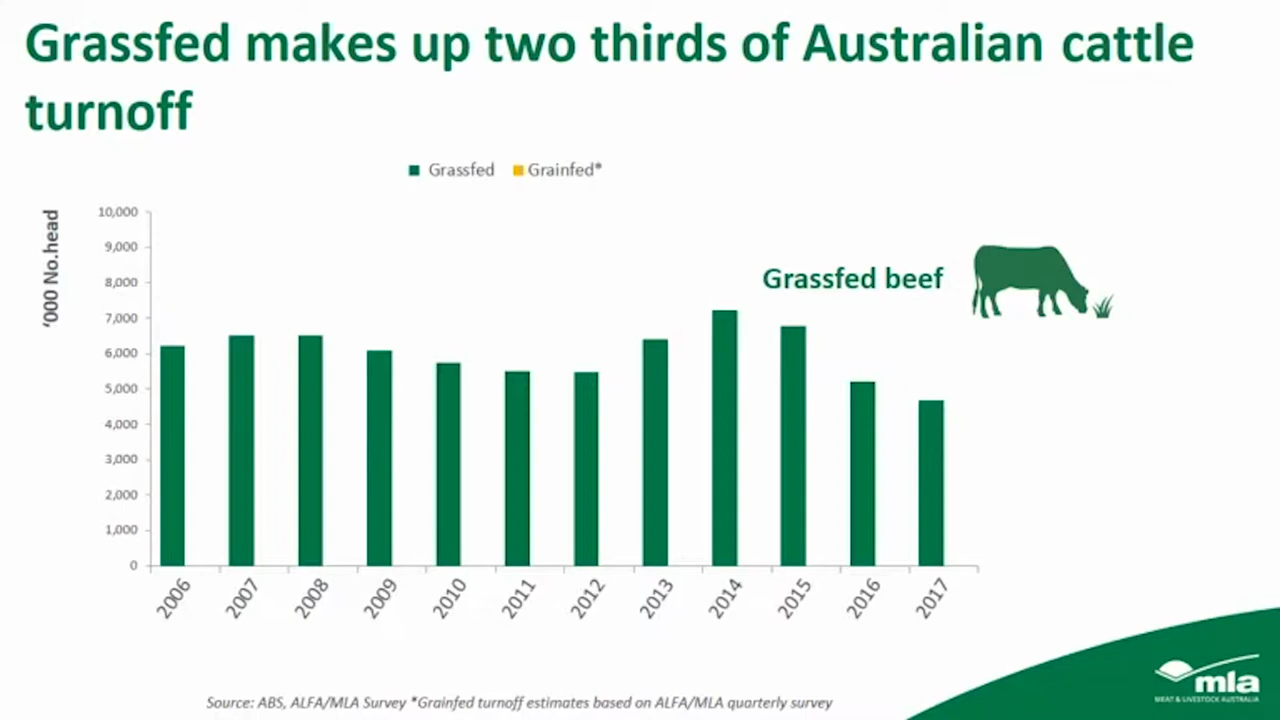 Grassfed makes up two thirds of Australian cattle
turnoff
Grassfed Grainfed*
'000 No.head
10,000
9,000
8,000
7,000
6,000
5,000
4,000
3,000
2,000
1,000
0
Grassfed beef
2006 2007 2008 2009 2010 2011 2012 2013 2014 2015 2016 2017
Source: ABS, ALFA/MLA Survey *Grainfed turnoff estimates based on ALFA/MLA quarterly survey
mla
MEAT & LIVESTOCK AUSTRALIA